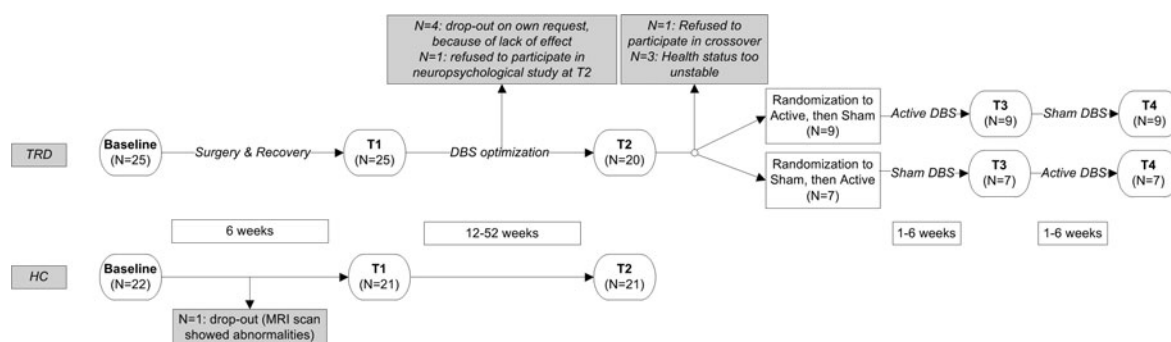 N=4: drop-out on own request,
because of lack of effect
N=1: refused to participate in
neuropsychological study at T2
N=1: Refused to
participate in crossover
N=3: Health status too
unstable
TRD
Baseline
(N=25)
Surgery & Recovery
T1
(N=25)
DBS optimization
T2
(N=20)
Randomization to
Active, then Sham
(N=9)
Active DBS
T3
(N=9)
Sham DBS
T4
(N=9)
Randomization to
Sham, then Active
(N=7)
Sham DBS
T3
(N=7)
Active DBS
T4
(N=7)
6 weeks
12-52 weeks
1-6 weeks
1-6 weeks
HC
Baseline
(N=22)
T1
(N=21)
T2
(N=21)
N=1: drop-out (MRI scan
showed abnormalities)